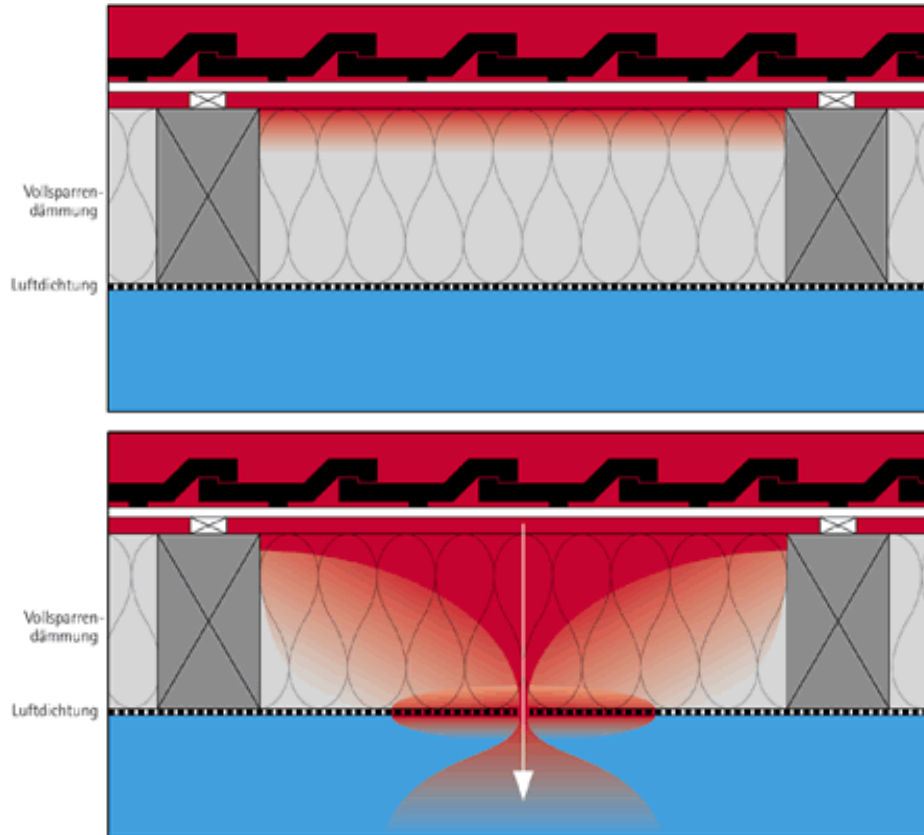 Vollsparren-
dämmung
Luftdichtung
Vollsparren-
dämmung
Luftdichtung